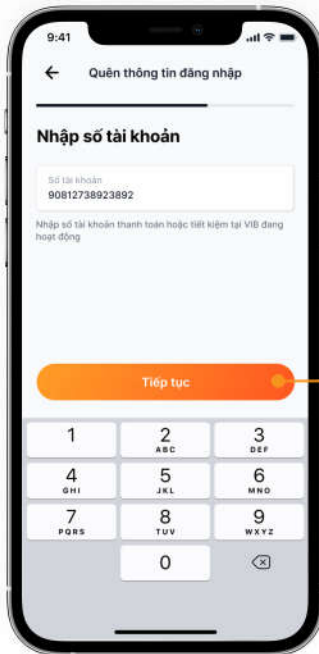 9:41
Quên thông tin đăng nhập
Nhập số tài khoản
Số tài khoản
90812738923892
Nhập số tài khoản thanh toán hoặc tiết kiệm tại VIB đang
hoạt động
Tiếp tục
1 2 3
ABC DEF
4 5 6
GHI JKL MNO
7 8 9
PQRS TUV WXYZ
0